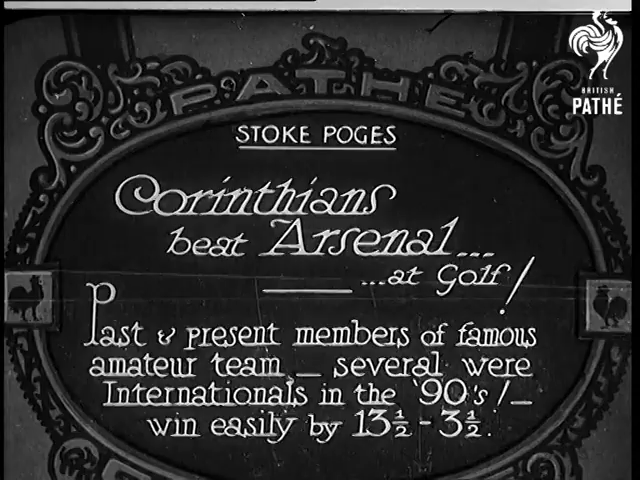 PATHE
BRITISH
PATHÉ
STOKE POGES
Corinthians
beat Arsenal...
...at Golf!
Past & present members of famous
amateur team — several were
Internationals in the '90's! —
win easily by 13½ - 3½.